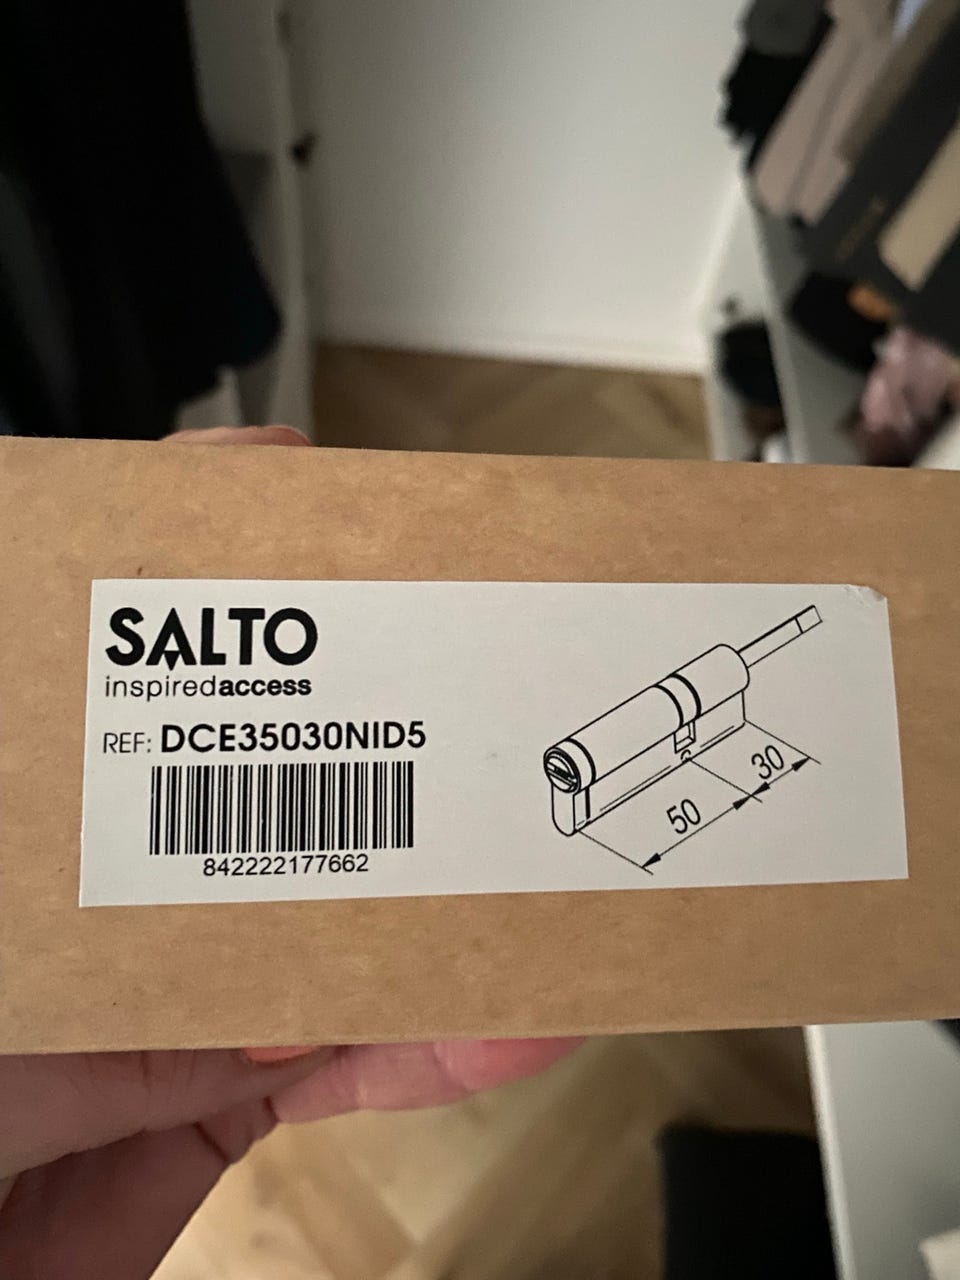 SALTO
inspiredaccess
REF: DCE35030NID5
842222177662
50
30